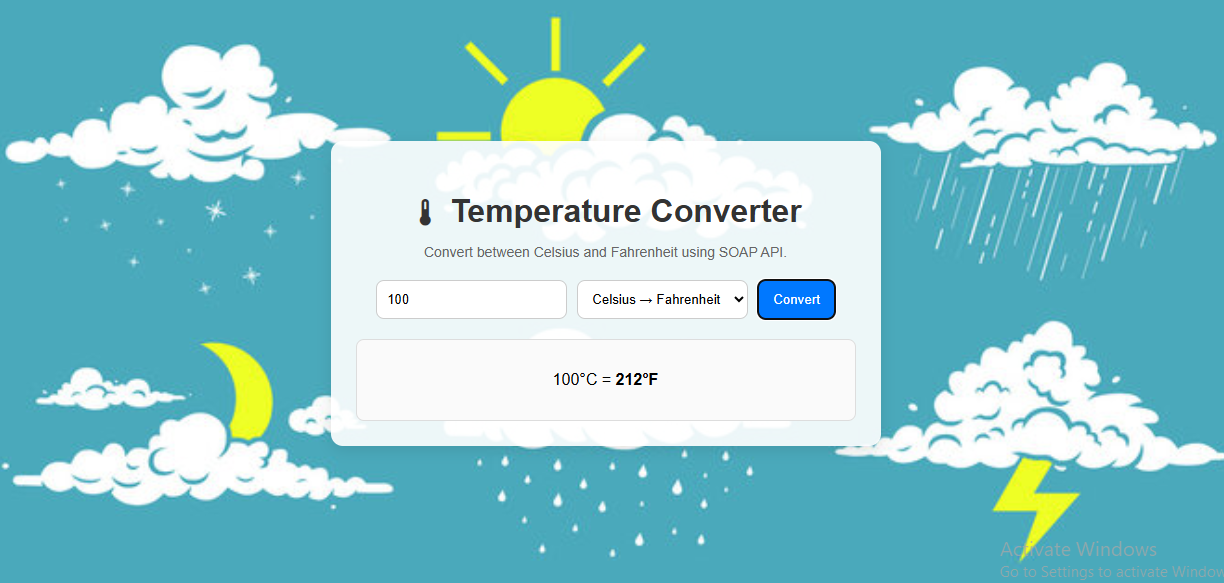 🌡 Temperature Converter
Convert between Celsius and Fahrenheit using SOAP API.
100 Celsius → Fahrenheit Convert
100°C = 212°F
Activate Windows
Go to Settings to activate Window